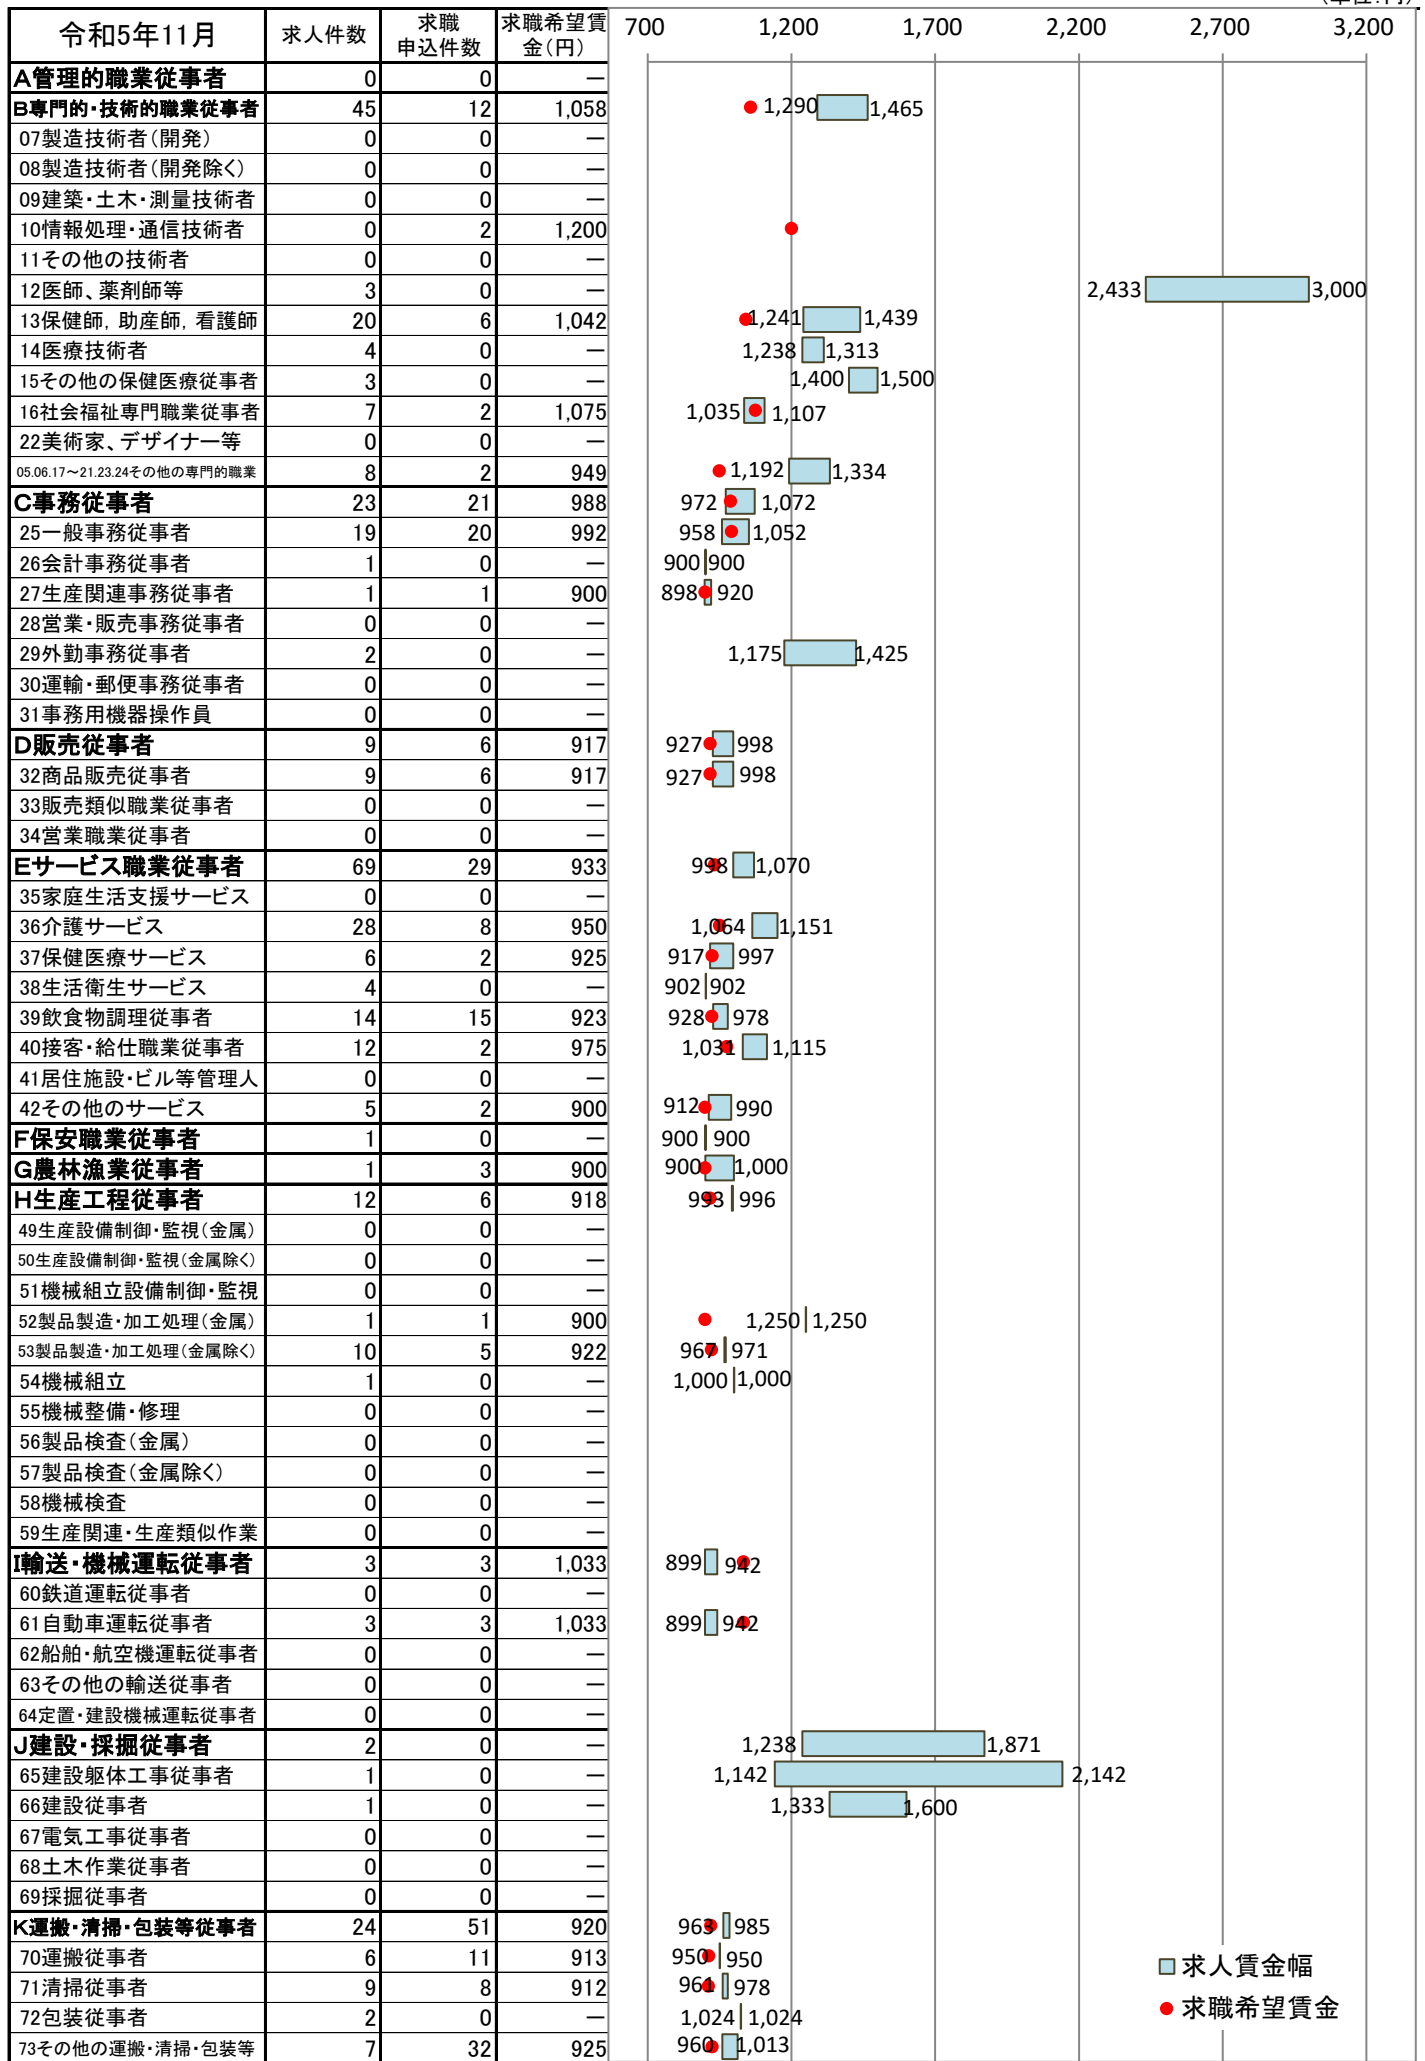 (単位:円)
令和5年11月 求人件数 求職申込件数 求職希望賃金(円) 700 1,200 1,700 2,200 2,700 3,200
A管理的職業従事者 0 0 ―
B専門的・技術的職業従事者 45 12 1,058 1,290 1,465
07製造技術者(開発) 0 0 ―
08製造技術者(開発除く) 0 0 ―
09建築・土木・測量技術者 0 0 ―
10情報処理・通信技術者 0 2 1,200
11その他の技術者 0 0 ―
12医師、薬剤師等 3 0 ― 2,433 3,000
13保健師,助産師,看護師 20 6 1,042 1,241 1,439
14医療技術者 4 0 ― 1,238 1,313
15その他の保健医療従事者 3 0 ― 1,400 1,500
16社会福祉専門職業従事者 7 2 1,075 1,035 1,107
22美術家、デザイナー等 0 0 ―
05.06.17～21.23.24その他の専門的職業 8 2 949 1,192 1,334
C事務従事者 23 21 988 972 1,072
25一般事務従事者 19 20 992 958 1,052
26会計事務従事者 1 0 ― 900 900
27生産関連事務従事者 1 1 900 898 920
28営業・販売事務従事者 0 0 ―
29外勤事務従事者 2 0 ― 1,175 1,425
30運輸・郵便事務従事者 0 0 ―
31事務用機器操作員 0 0 ―
D販売従事者 9 6 917 927 998
32商品販売従事者 9 6 917 927 998
33販売類似職業従事者 0 0 ―
34営業職業従事者 0 0 ―
Eサービス職業従事者 69 29 933 998 1,070
35家庭生活支援サービス 0 0 ―
36介護サービス 28 8 950 1,064 1,151
37保健医療サービス 6 2 925 917 997
38生活衛生サービス 4 0 ― 902 902
39飲食物調理従事者 14 15 923 928 978
40接客・給仕職業従事者 12 2 975 1,031 1,115
41居住施設・ビル等管理人 0 0 ―
42その他のサービス 5 2 900 912 990
F保安職業従事者 1 0 ― 900 900
G農林漁業従事者 1 3 900 900 1,000
H生産工程従事者 12 6 918 993 996
49生産設備制御・監視(金属) 0 0 ―
50生産設備制御・監視(金属除く) 0 0 ―
51機械組立設備制御・監視 0 0 ―
52製品製造・加工処理(金属) 1 1 900 1,250 1,250
53製品製造・加工処理(金属除く) 10 5 922 967 971
54機械組立 1 0 ― 1,000 1,000
55機械整備・修理 0 0 ―
56製品検査(金属) 0 0 ―
57製品検査(金属除く) 0 0 ―
58機械検査 0 0 ―
59生産関連・生産類似作業 0 0 ―
I輸送・機械運転従事者 3 3 1,033 899 942
60鉄道運転従事者 0 0 ―
61自動車運転従事者 3 3 1,033 899 942
62船舶・航空機運転従事者 0 0 ―
63その他の輸送従事者 0 0 ―
64定置・建設機械運転従事者 0 0 ―
J建設・採掘従事者 2 0 ― 1,238 1,871
65建設躯体工事従事者 1 0 ― 1,142 2,142
66建設従事者 1 0 ― 1,333 1,600
67電気工事従事者 0 0 ―
68土木作業従事者 0 0 ―
69採掘従事者 0 0 ―
K運搬・清掃・包装等従事者 24 51 920 963 985
70運搬従事者 6 11 913 950 950
71清掃従事者 9 8 912 961 978
72包装従事者 2 0 ― 1,024 1,024
73その他の運搬・清掃・包装等 7 32 925 960 1,013
求人賃金幅
求職希望賃金